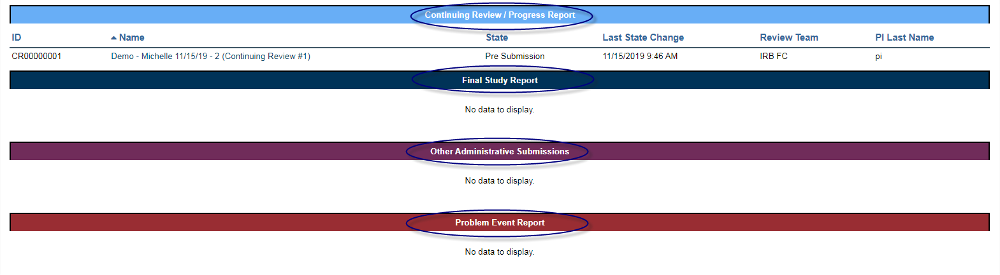 Continuing Review / Progress Report
ID Name State Last State Change Review Team PI Last Name
CR00000001 Demo - Michelle 11/15/19 - 2 (Continuing Review #1) Pre Submission 11/15/2019 9:46 AM IRB FC pi
Final Study Report
No data to display.
Other Administrative Submissions
No data to display.
Problem Event Report
No data to display.